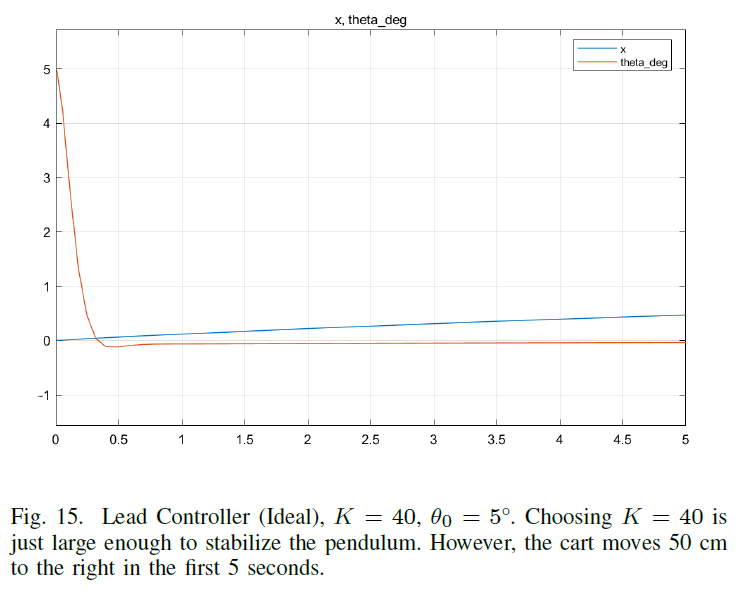 x, theta_deg
x
theta_deg
5
4
3
2
1
0
-1
0 0.5 1 1.5 2 2.5 3 3.5 4 4.5 5
Fig. 15. Lead Controller (Ideal), K = 40, θ₀ = 5°. Choosing K = 40 is
just large enough to stabilize the pendulum. However, the cart moves 50 cm
to the right in the first 5 seconds.